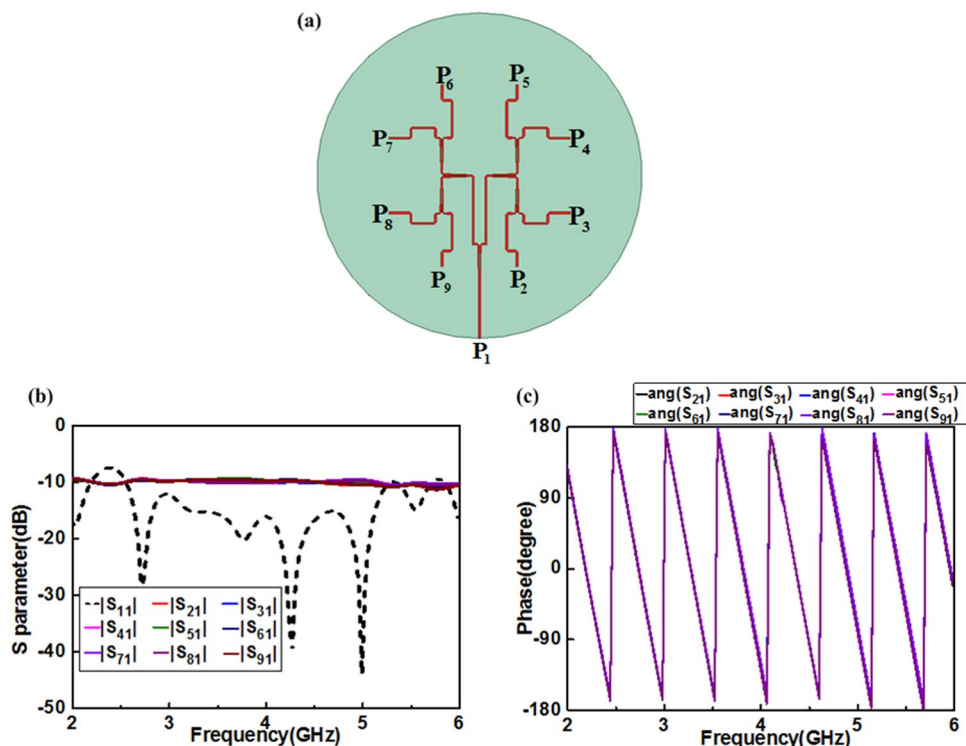 (a)
P6 P5
P7 P4
P8 P3
P9 P2
P1
(b)
S parameter(dB)
0
-10
-20
-30
-40
-50
|S11| |S21| |S31|
|S41| |S51| |S61|
|S71| |S81| |S91|
2 3 4 5 6
Frequency(GHz)
(c)
ang(S21) ang(S31) ang(S41) ang(S51)
ang(S61) ang(S71) ang(S81) ang(S91)
Phase(degree)
180
90
0
-90
-180
2 3 4 5 6
Frequency(GHz)